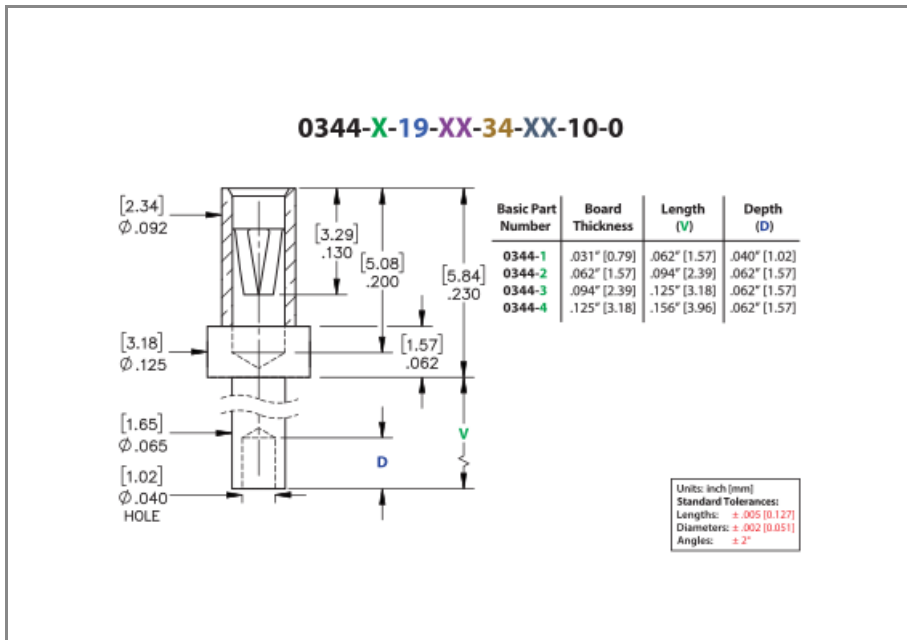 0344-X-19-XX-34-XX-10-0
[2.34]
Ø.092
[3.29]
.130
[5.08]
.200
[5.84]
.230
[3.18]
Ø.125
[1.57]
.062
[1.65]
Ø.065
[1.02]
Ø.040
HOLE
D
V
Basic Part Number Board Thickness Length (V) Depth (D)
0344-1 .031" [0.79] .062" [1.57] .040" [1.02]
0344-2 .062" [1.57] .094" [2.39] .062" [1.57]
0344-3 .094" [2.39] .125" [3.18] .062" [1.57]
0344-4 .125" [3.18] .156" [3.96] .062" [1.57]
Units: inch [mm]
Standard Tolerances:
Lengths: ± .005 [0.127]
Diameters: ± .002 [0.051]
Angles: ± 2°